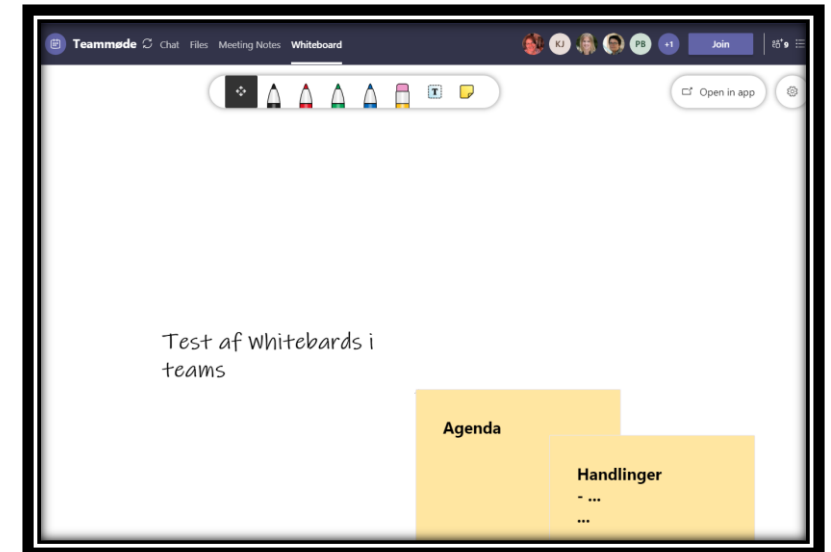 Teammøde Chat Files Meeting Notes Whiteboard KJ PB +1 Join 9
T Open in app
Test af Whitebards i
teams
Agenda
Handlinger
- ...
...